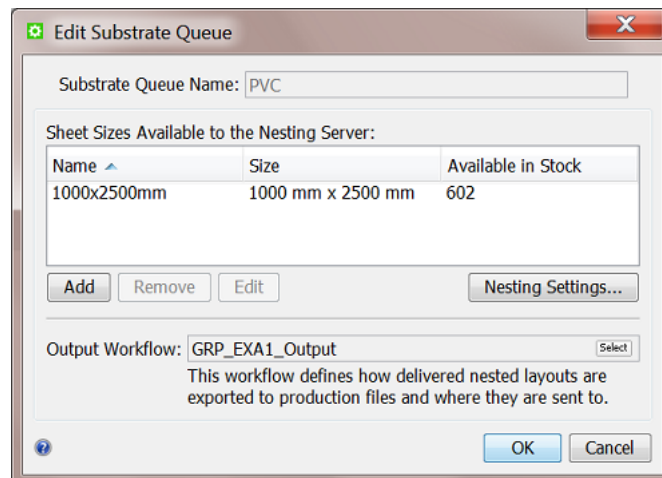 Edit Substrate Queue
Substrate Queue Name: PVC
Sheet Sizes Available to the Nesting Server:
Name Size Available in Stock
1000x2500mm 1000 mm x 2500 mm 602
Add Remove Edit Nesting Settings...
Output Workflow: GRP_EXA1_Output Select
This workflow defines how delivered nested layouts are
exported to production files and where they are sent to.
OK Cancel